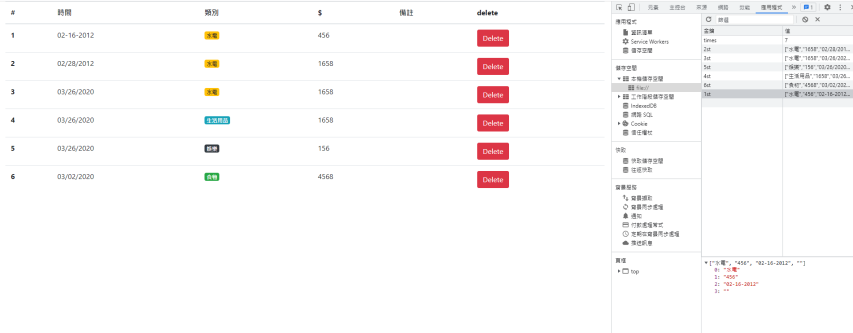 # 時間 類別 $ 備註 delete
1 02-16-2012 水電 456 Delete
2 02/28/2012 水電 1658 Delete
3 03/26/2020 水電 1658 Delete
4 03/26/2020 生活用品 1658 Delete
5 03/26/2020 娛樂 156 Delete
6 03/02/2020 食物 4568 Delete
元素 主控台 來源 網路 效能 應用程式 » 1
應用程式
資訊清單
Service Workers
儲存空間
儲存空間
本機儲存空間
file://
工作階段儲存空間
IndexedDB
網路 SQL
Cookie
信任權杖
快取
快取儲存空間
往返快取
背景服務
背景擷取
背景同步處理
通知
付款處理常式
定期在背景同步處理
推送訊息
頁框
top
篩選
金鑰 值
times 7
2st ["水電","1658","02/28/201...
3st ["水電","1658","03/26/2020...
5st ["娛樂","156","03/26/2020...
4st ["生活用品","1658","03/26...
6st ["食物","4568","03/02/202...
1st ["水電","456","02-16-2012...
["水電", "456", "02-16-2012", ""]
0: "水電"
1: "456"
2: "02-16-2012"
3: ""